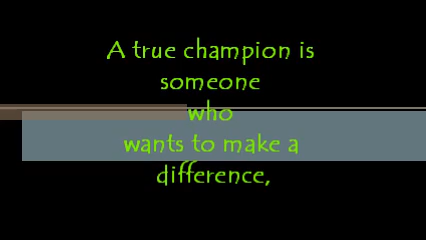 A true champion is
someone
who
wants to make a
difference,